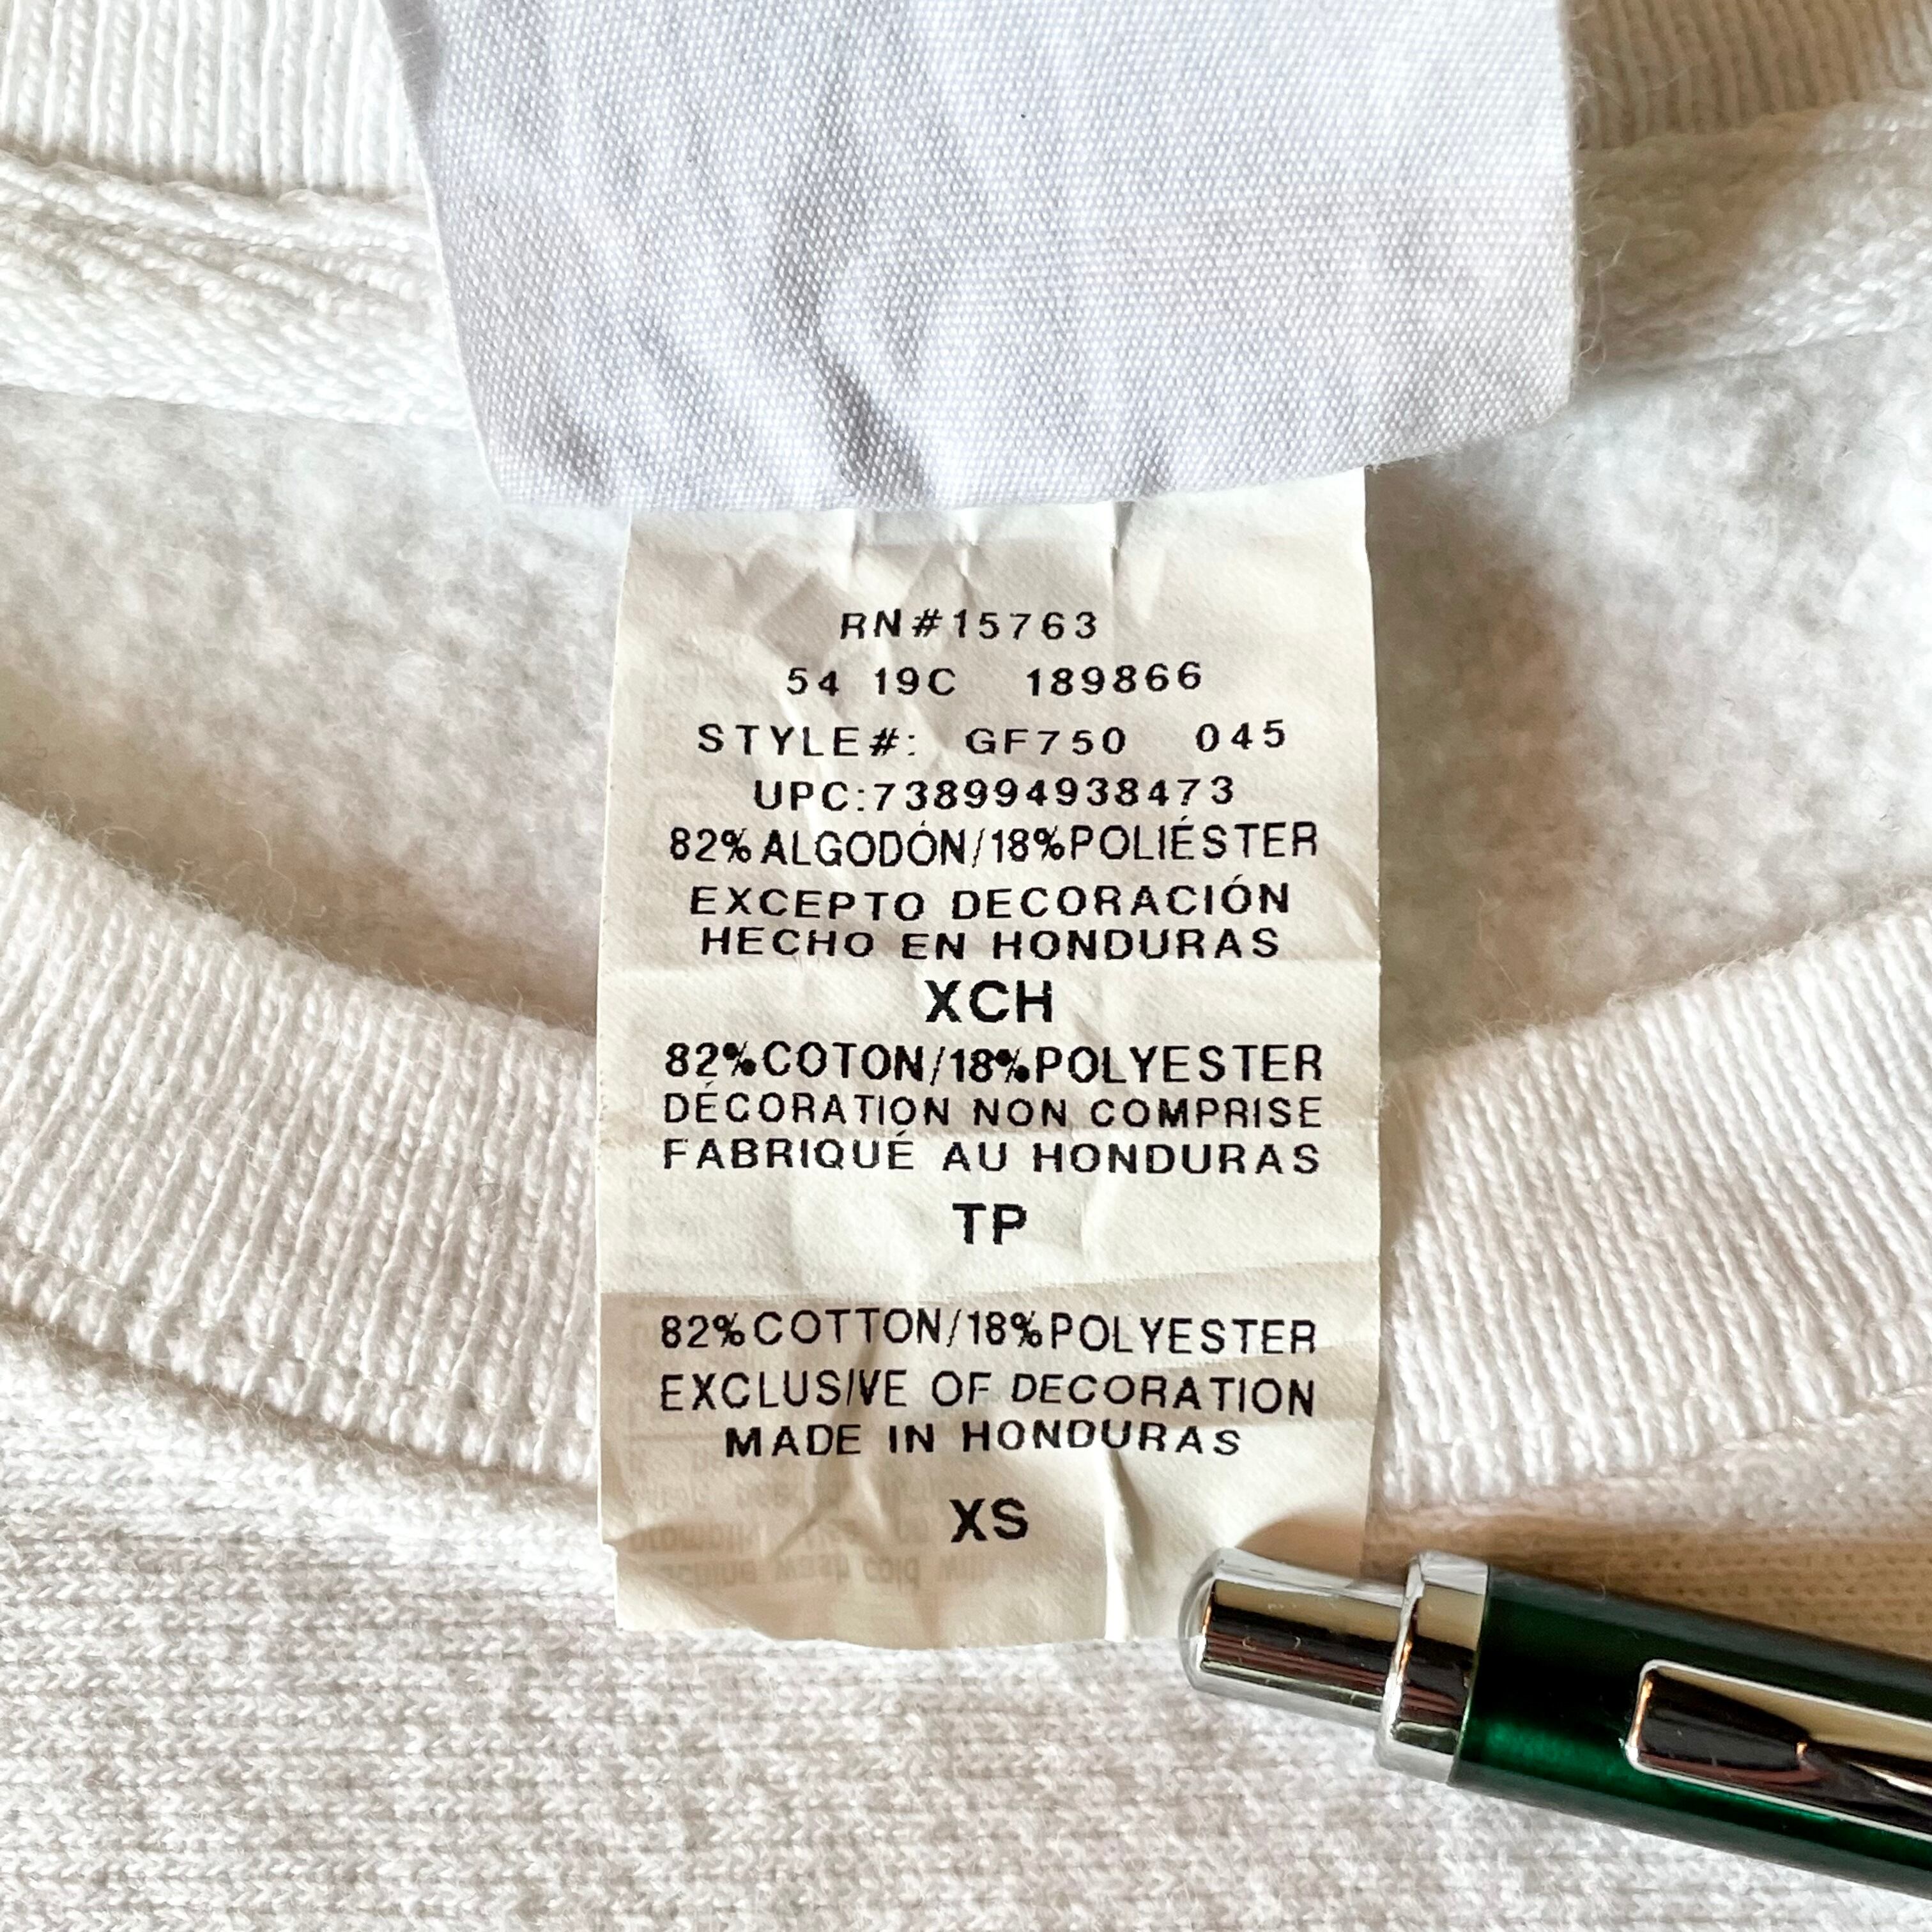 RN#15763
54 19C 189866
STYLE#: GF750 045
UPC:738994938473
82%ALGODÓN/18%POLIÉSTER
EXCEPTO DECORACIÓN
HECHO EN HONDURAS
XCH
82%COTON/18%POLYESTER
DÉCORATION NON COMPRISE
FABRIQUÉ AU HONDURAS
TP
82%COTTON/18%POLYESTER
EXCLUSIVE OF DECORATION
MADE IN HONDURAS
XS